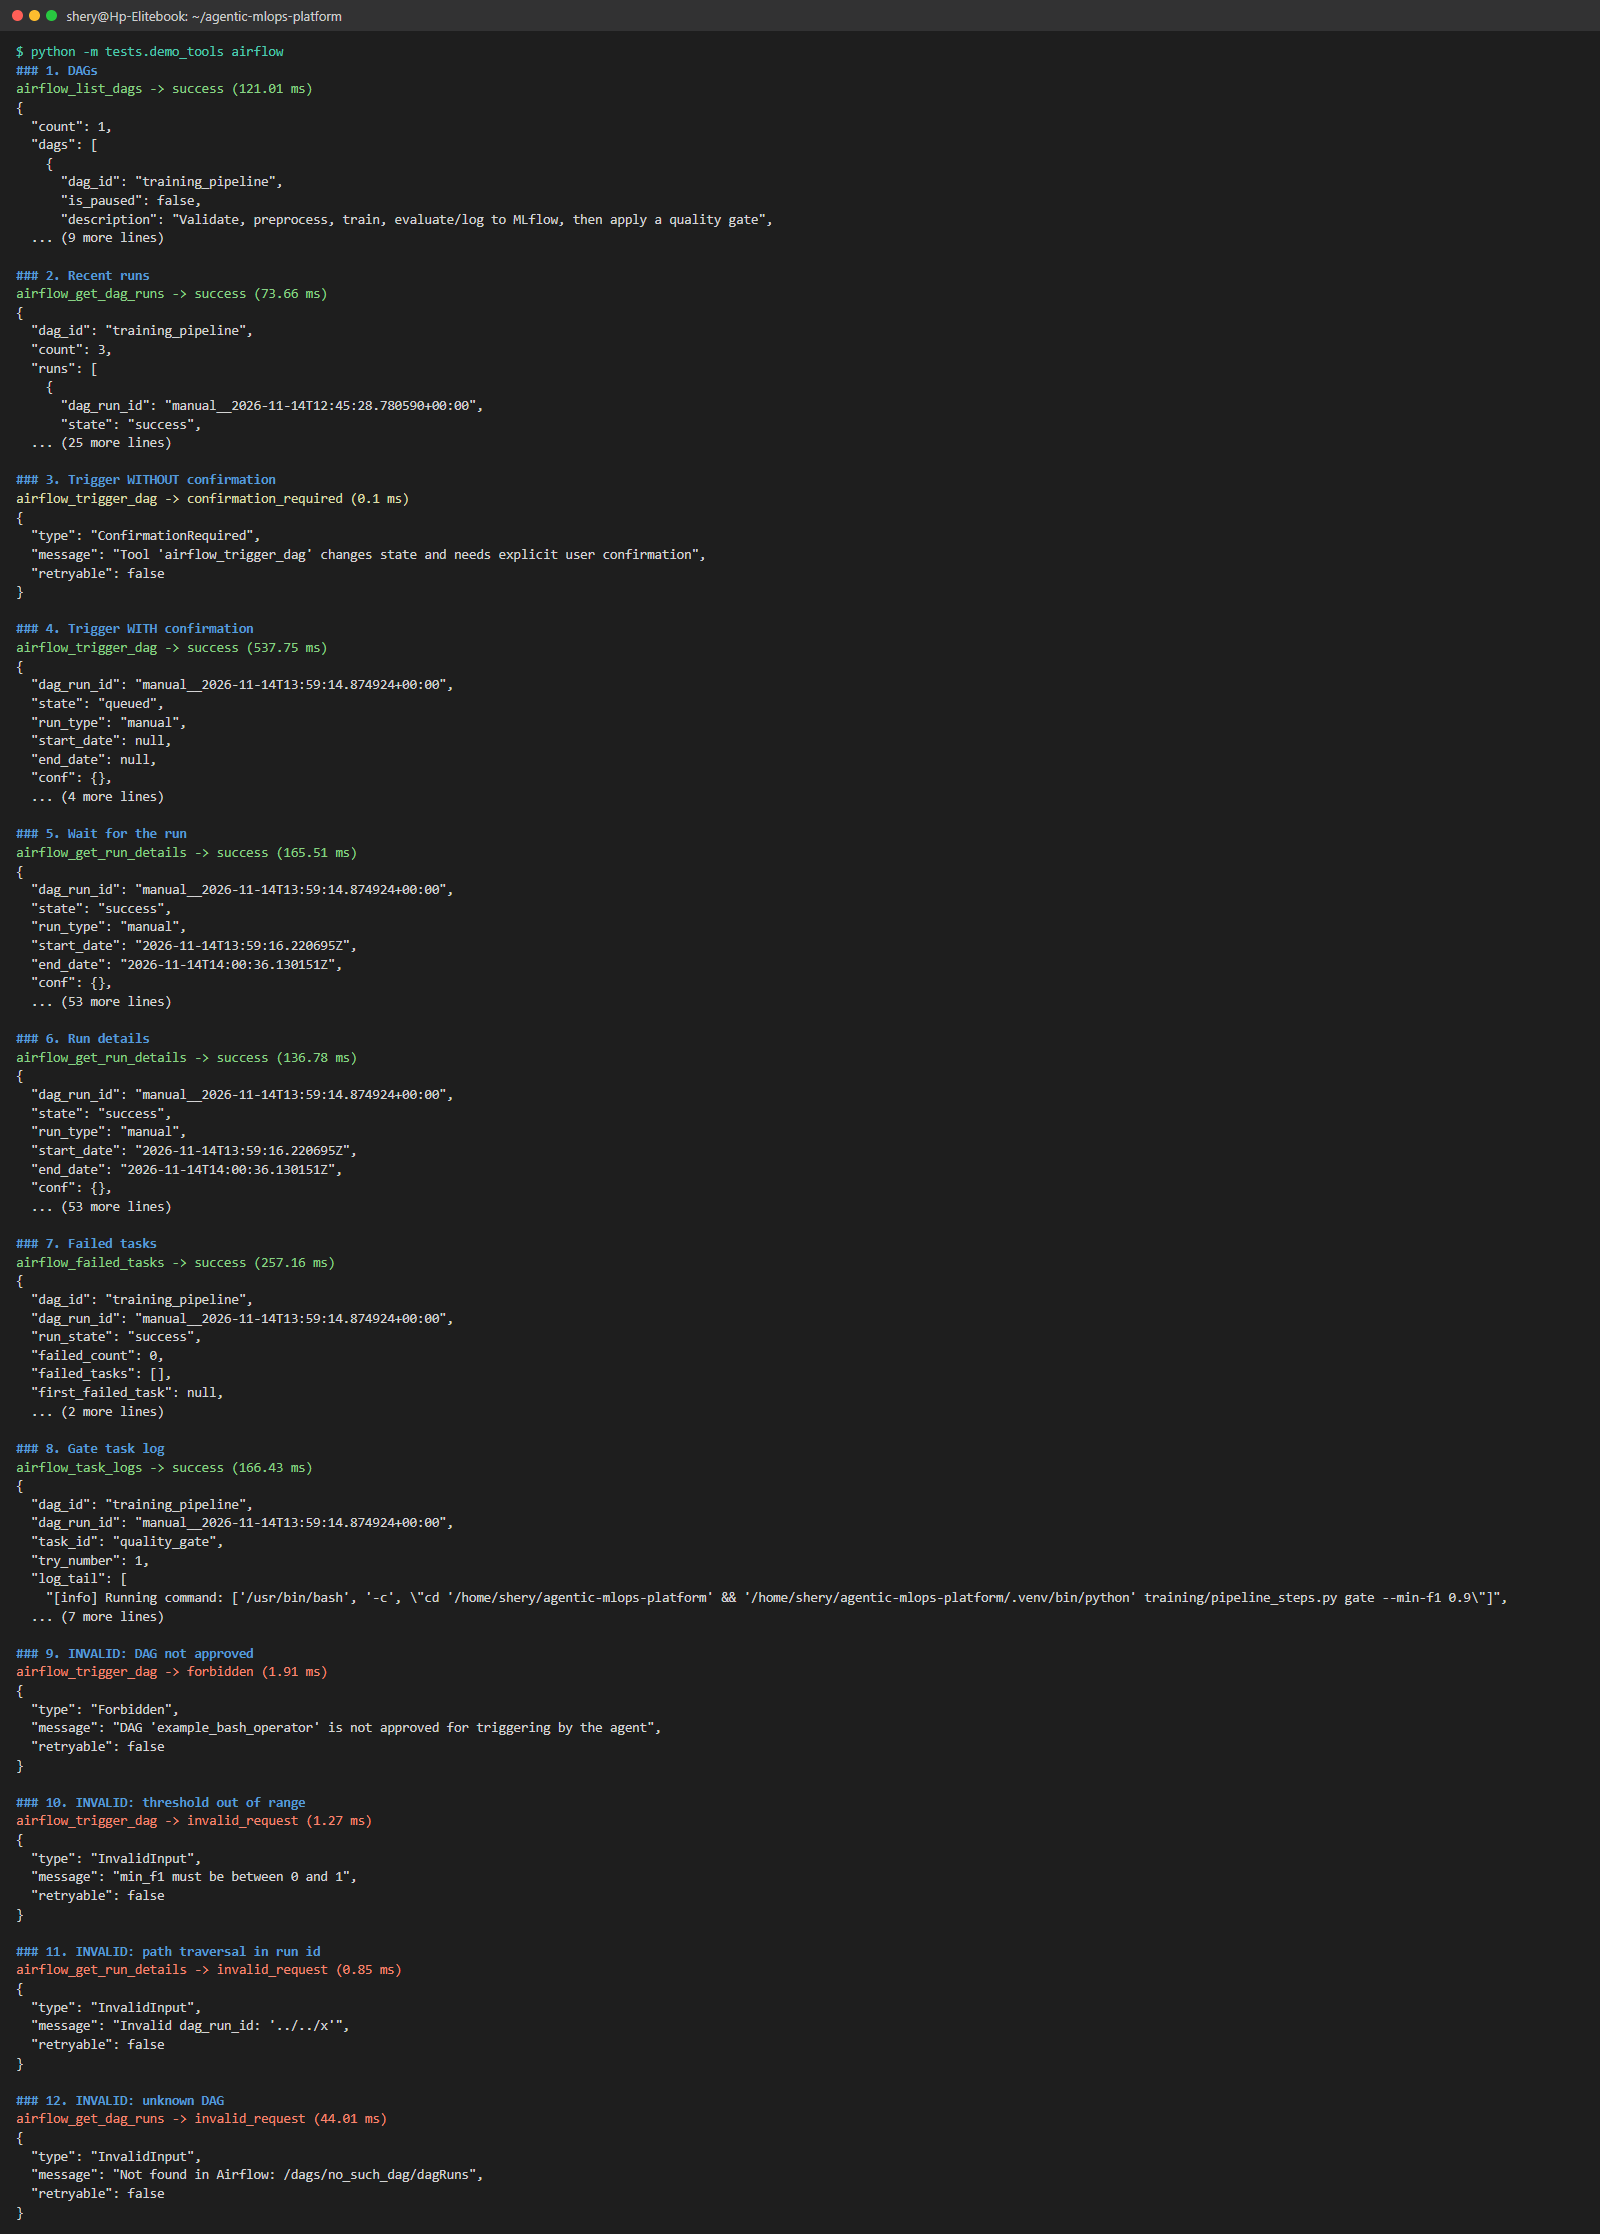 shery@Hp-Elitebook: ~/agentic-mlops-platform
$ python -m tests.demo_tools airflow
### 1. DAGs
airflow_list_dags -> success (121.01 ms)
{
  "count": 1,
  "dags": [
    {
      "dag_id": "training_pipeline",
      "is_paused": false,
      "description": "Validate, preprocess, train, evaluate/log to MLflow, then apply a quality gate",
  ... (9 more lines)

### 2. Recent runs
airflow_get_dag_runs -> success (73.66 ms)
{
  "dag_id": "training_pipeline",
  "count": 3,
  "runs": [
    {
      "dag_run_id": "manual__2026-11-14T12:45:28.780590+00:00",
      "state": "success",
  ... (25 more lines)

### 3. Trigger WITHOUT confirmation
airflow_trigger_dag -> confirmation_required (0.1 ms)
{
  "type": "ConfirmationRequired",
  "message": "Tool 'airflow_trigger_dag' changes state and needs explicit user confirmation",
  "retryable": false
}

### 4. Trigger WITH confirmation
airflow_trigger_dag -> success (537.75 ms)
{
  "dag_run_id": "manual__2026-11-14T13:59:14.874924+00:00",
  "state": "queued",
  "run_type": "manual",
  "start_date": null,
  "end_date": null,
  "conf": {},
  ... (4 more lines)

### 5. Wait for the run
airflow_get_run_details -> success (165.51 ms)
{
  "dag_run_id": "manual__2026-11-14T13:59:14.874924+00:00",
  "state": "success",
  "run_type": "manual",
  "start_date": "2026-11-14T13:59:16.220695Z",
  "end_date": "2026-11-14T14:00:36.130151Z",
  "conf": {},
  ... (53 more lines)

### 6. Run details
airflow_get_run_details -> success (136.78 ms)
{
  "dag_run_id": "manual__2026-11-14T13:59:14.874924+00:00",
  "state": "success",
  "run_type": "manual",
  "start_date": "2026-11-14T13:59:16.220695Z",
  "end_date": "2026-11-14T14:00:36.130151Z",
  "conf": {},
  ... (53 more lines)

### 7. Failed tasks
airflow_failed_tasks -> success (257.16 ms)
{
  "dag_id": "training_pipeline",
  "dag_run_id": "manual__2026-11-14T13:59:14.874924+00:00",
  "run_state": "success",
  "failed_count": 0,
  "failed_tasks": [],
  "first_failed_task": null,
  ... (2 more lines)

### 8. Gate task log
airflow_task_logs -> success (166.43 ms)
{
  "dag_id": "training_pipeline",
  "dag_run_id": "manual__2026-11-14T13:59:14.874924+00:00",
  "task_id": "quality_gate",
  "try_number": 1,
  "log_tail": [
    "[info] Running command: ['/usr/bin/bash', '-c', \"cd '/home/shery/agentic-mlops-platform' && '/home/shery/agentic-mlops-platform/.venv/bin/python' training/pipeline_steps.py gate --min-f1 0.9\"]",
  ... (7 more lines)

### 9. INVALID: DAG not approved
airflow_trigger_dag -> forbidden (1.91 ms)
{
  "type": "Forbidden",
  "message": "DAG 'example_bash_operator' is not approved for triggering by the agent",
  "retryable": false
}

### 10. INVALID: threshold out of range
airflow_trigger_dag -> invalid_request (1.27 ms)
{
  "type": "InvalidInput",
  "message": "min_f1 must be between 0 and 1",
  "retryable": false
}

### 11. INVALID: path traversal in run id
airflow_get_run_details -> invalid_request (0.85 ms)
{
  "type": "InvalidInput",
  "message": "Invalid dag_run_id: '../../x'",
  "retryable": false
}

### 12. INVALID: unknown DAG
airflow_get_dag_runs -> invalid_request (44.01 ms)
{
  "type": "InvalidInput",
  "message": "Not found in Airflow: /dags/no_such_dag/dagRuns",
  "retryable": false
}